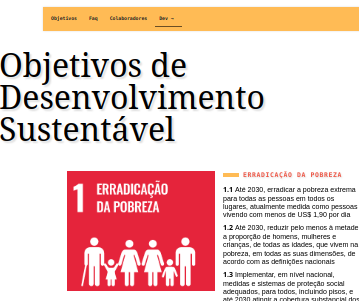 Objetivos Faq Colaboradores Dev
Objetivos de
Desenvolvimento
Sustentável
1 ERRADICAÇÃO
DA POBREZA
ERRADICAÇÃO DA POBREZA
1.1 Até 2030, erradicar a pobreza extrema
para todas as pessoas em todos os
lugares, atualmente medida como pessoas
vivendo com menos de US$ 1,90 por dia
1.2 Até 2030, reduzir pelo menos à metade
a proporção de homens, mulheres e
crianças, de todas as idades, que vivem na
pobreza, em todas as suas dimensões, de
acordo com as definições nacionais
1.3 Implementar, em nível nacional,
medidas e sistemas de proteção social
adequados, para todos, incluindo pisos, e
até 2030 atingir a cobertura substancial dos